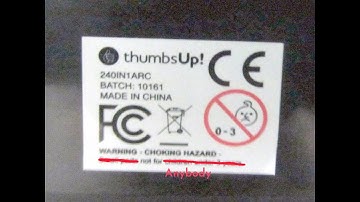 thumbsUp!
240IN1ARC
BATCH: 10161
MADE IN CHINA
CE
FC
0 - 3
WARNING - CHOKING HAZARD -
not for
Anybody